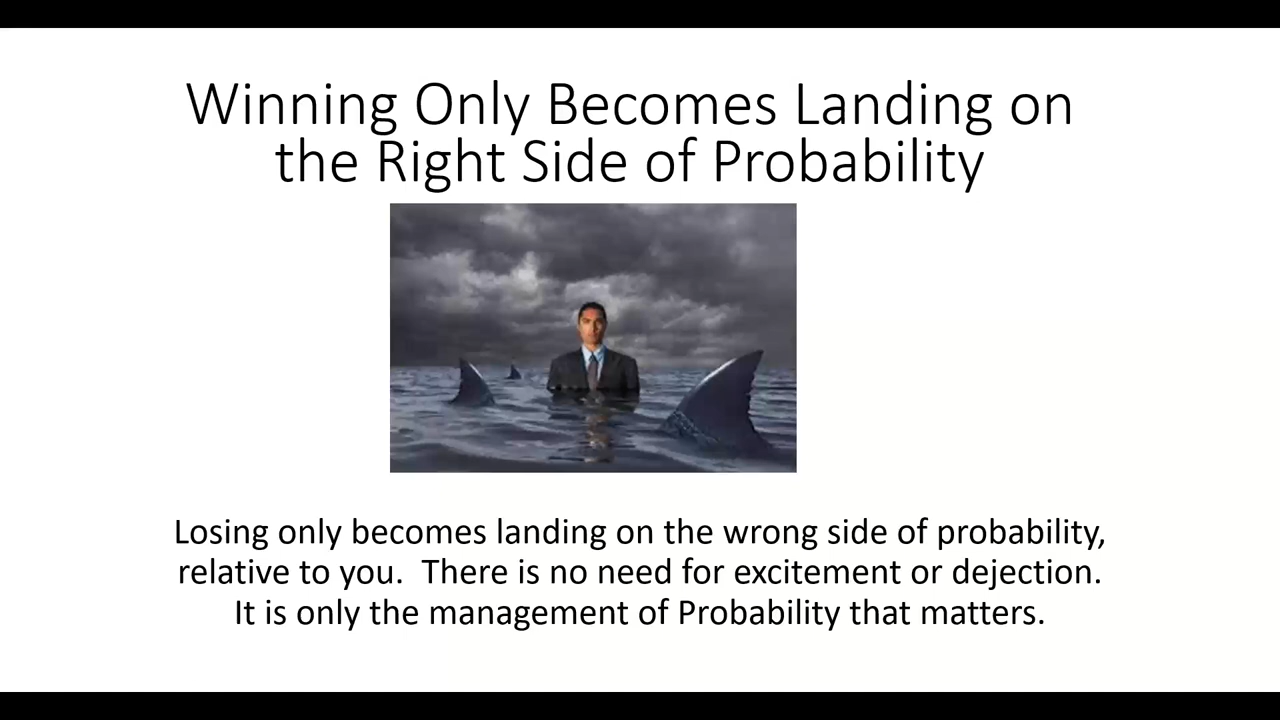 Winning Only Becomes Landing on
the Right Side of Probability
Losing only becomes landing on the wrong side of probability,
relative to you.  There is no need for excitement or dejection.
It is only the management of Probability that matters.